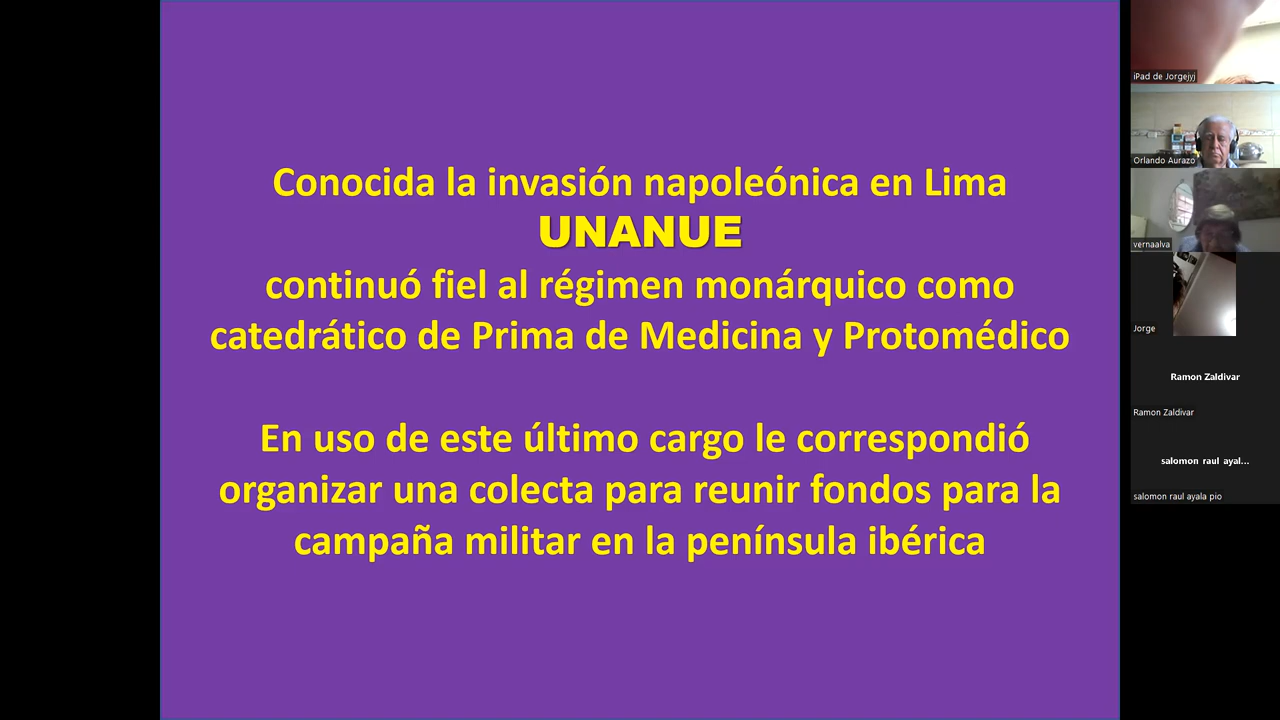 Conocida la invasión napoleónica en Lima
UNANUE
continuó fiel al régimen monárquico como
catedrático de Prima de Medicina y Protomédico
En uso de este último cargo le correspondió
organizar una colecta para reunir fondos para la
campaña militar en la península ibérica
iPad de Jorgejyj
Orlando Aurazo
vernaalva
Jorge
Ramon Zaldivar
Ramon Zaldivar
salomon raul ayal...
salomon raul ayala pio